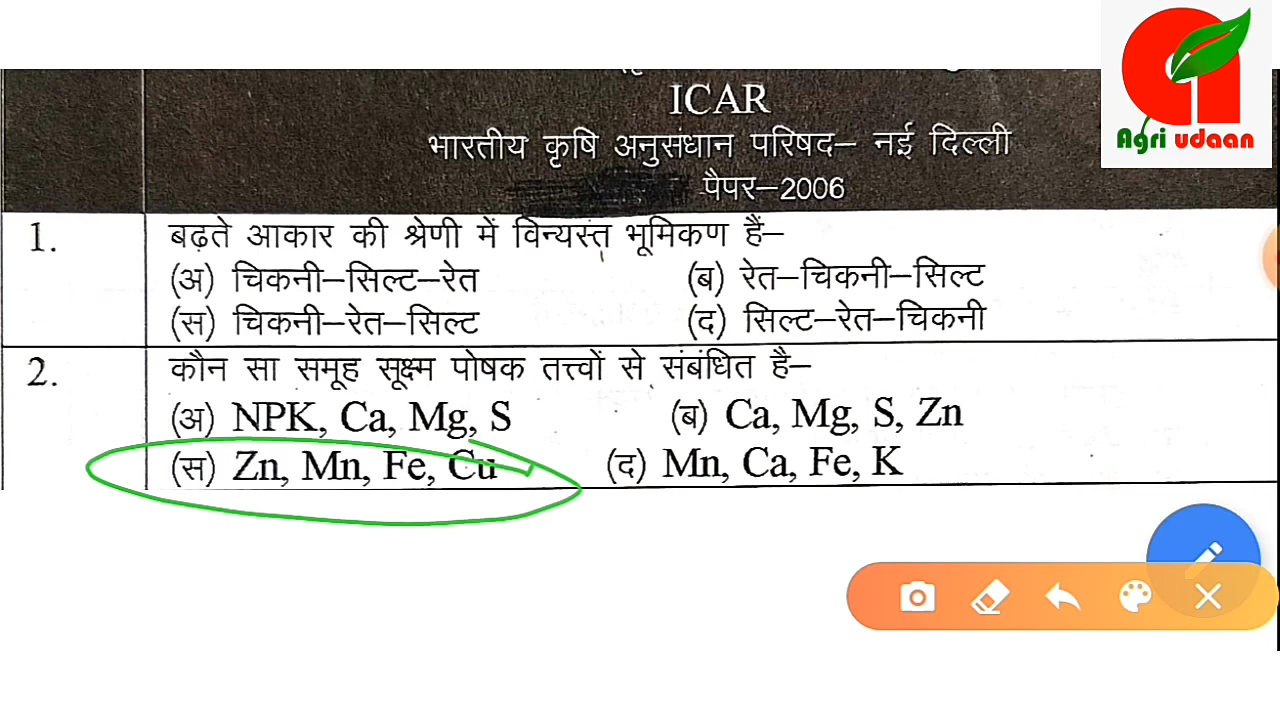 Agri udaan
ICAR
भारतीय कृषि अनुसंधान परिषद– नई दिल्ली
पैपर–2006
1. बढ़ते आकार की श्रेणी में विन्यस्त भूमिकण हैं–
(अ) चिकनी–सिल्ट–रेत (ब) रेत–चिकनी–सिल्ट
(स) चिकनी–रेत–सिल्ट (द) सिल्ट–रेत–चिकनी
2. कौन सा समूह सूक्ष्म पोषक तत्त्वों से संबंधित है–
(अ) NPK, Ca, Mg, S (ब) Ca, Mg, S, Zn
(स) Zn, Mn, Fe, Cu (द) Mn, Ca, Fe, K